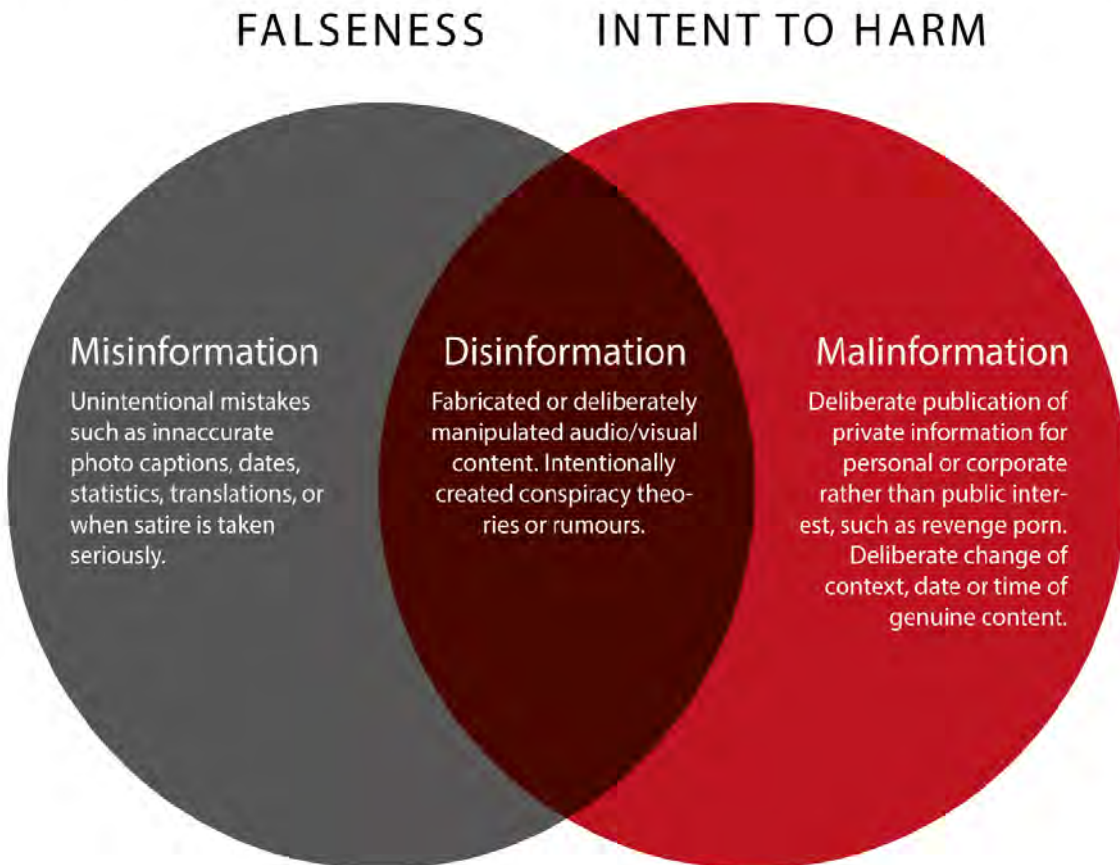 FALSENESS
INTENT TO HARM
Misinformation
Unintentional mistakes
such as innaccurate
photo captions, dates,
statistics, translations, or
when satire is taken
seriously.
Disinformation
Fabricated or deliberately
manipulated audio/visual
content. Intentionally
created conspiracy theo-
ries or rumours.
Malinformation
Deliberate publication of
private information for
personal or corporate
rather than public inter-
est, such as revenge porn.
Deliberate change of
context, date or time of
genuine content.